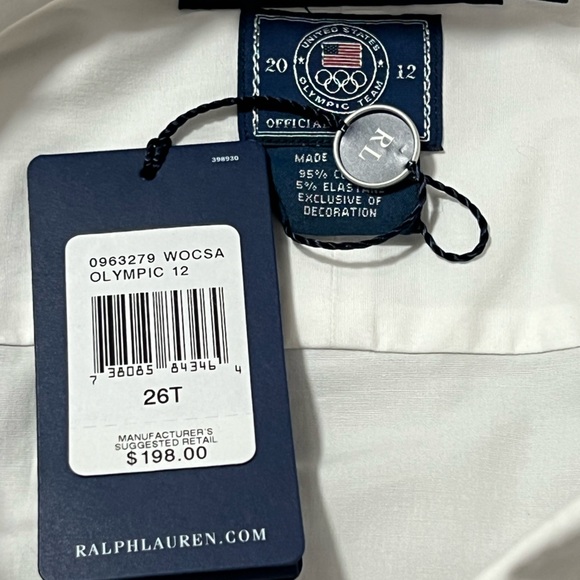 UNITED STATES
20 12
OLYMPIC TEAM
OFFICIAL
RL
MADE
95%
5%
EXCLUSIVE OF
DECORATION
398930
0963279 WOCSA
OLYMPIC 12
7 38085 84346 4
26T
MANUFACTURER'S
SUGGESTED RETAIL
$198.00
RALPHLAUREN.COM